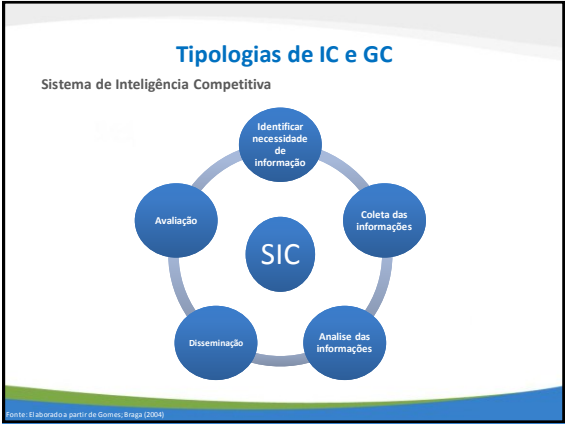 Tipologias de IC e GC
Sistema de Inteligência Competitiva
Identificar
necessidade
de
informação
Coleta das
informações
Analise das
informações
Disseminação
Avaliação
SIC
Fonte: Elaborado a partir de Gomes; Braga (2004)